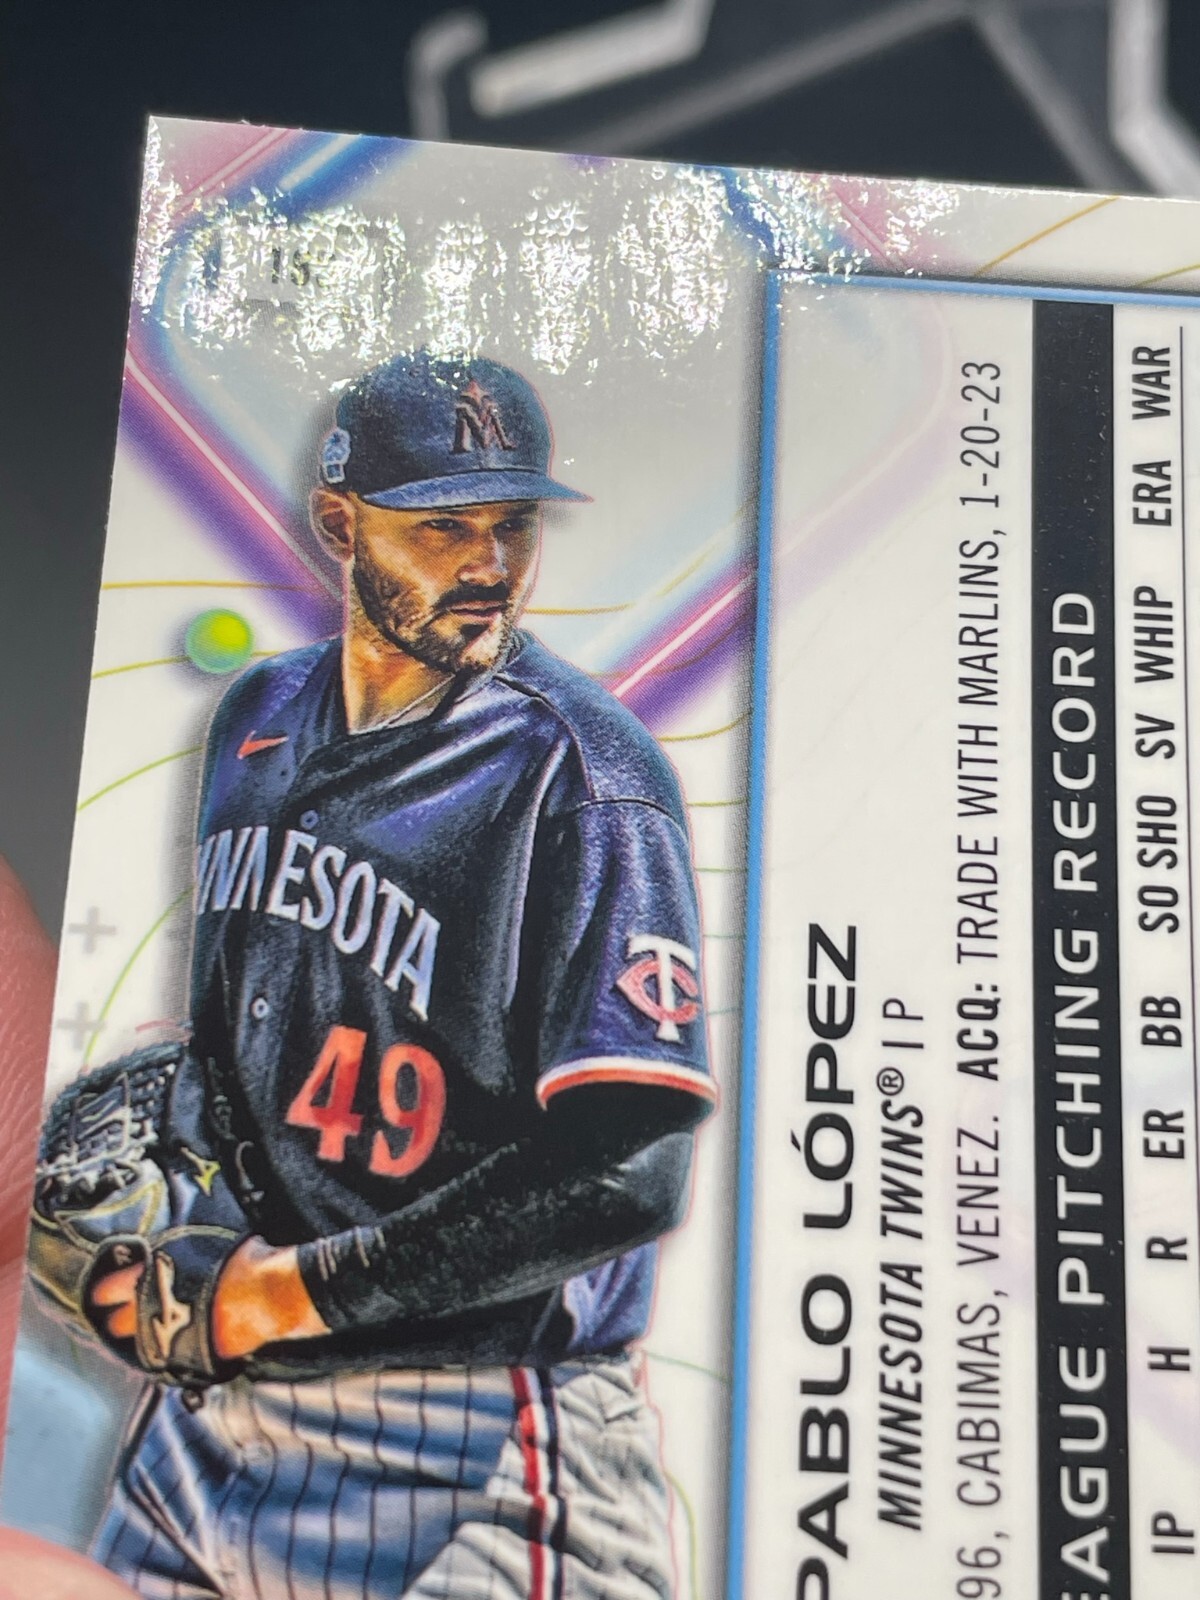 M
MINNESOTA
49
TC
PABLO LÓPEZ
MINNESOTA TWINS® | P
96, CABIMAS, VENEZ. ACQ: TRADE WITH MARLINS, 1-20-23
EAGUE PITCHING RECORD
IP H R ER BB SO SHO SV WHIP ERA WAR